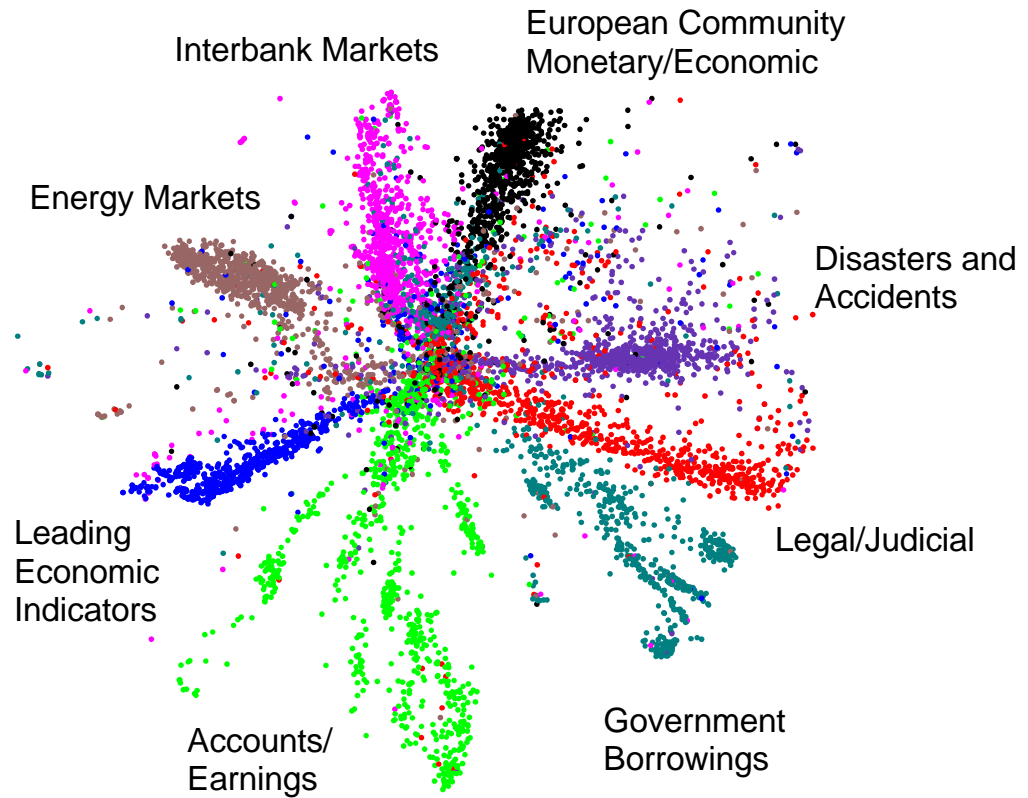 European Community
Monetary/Economic
Interbank Markets
Energy Markets
Disasters and
Accidents
Leading
Economic
Indicators
Legal/Judicial
Government
Borrowings
Accounts/
Earnings